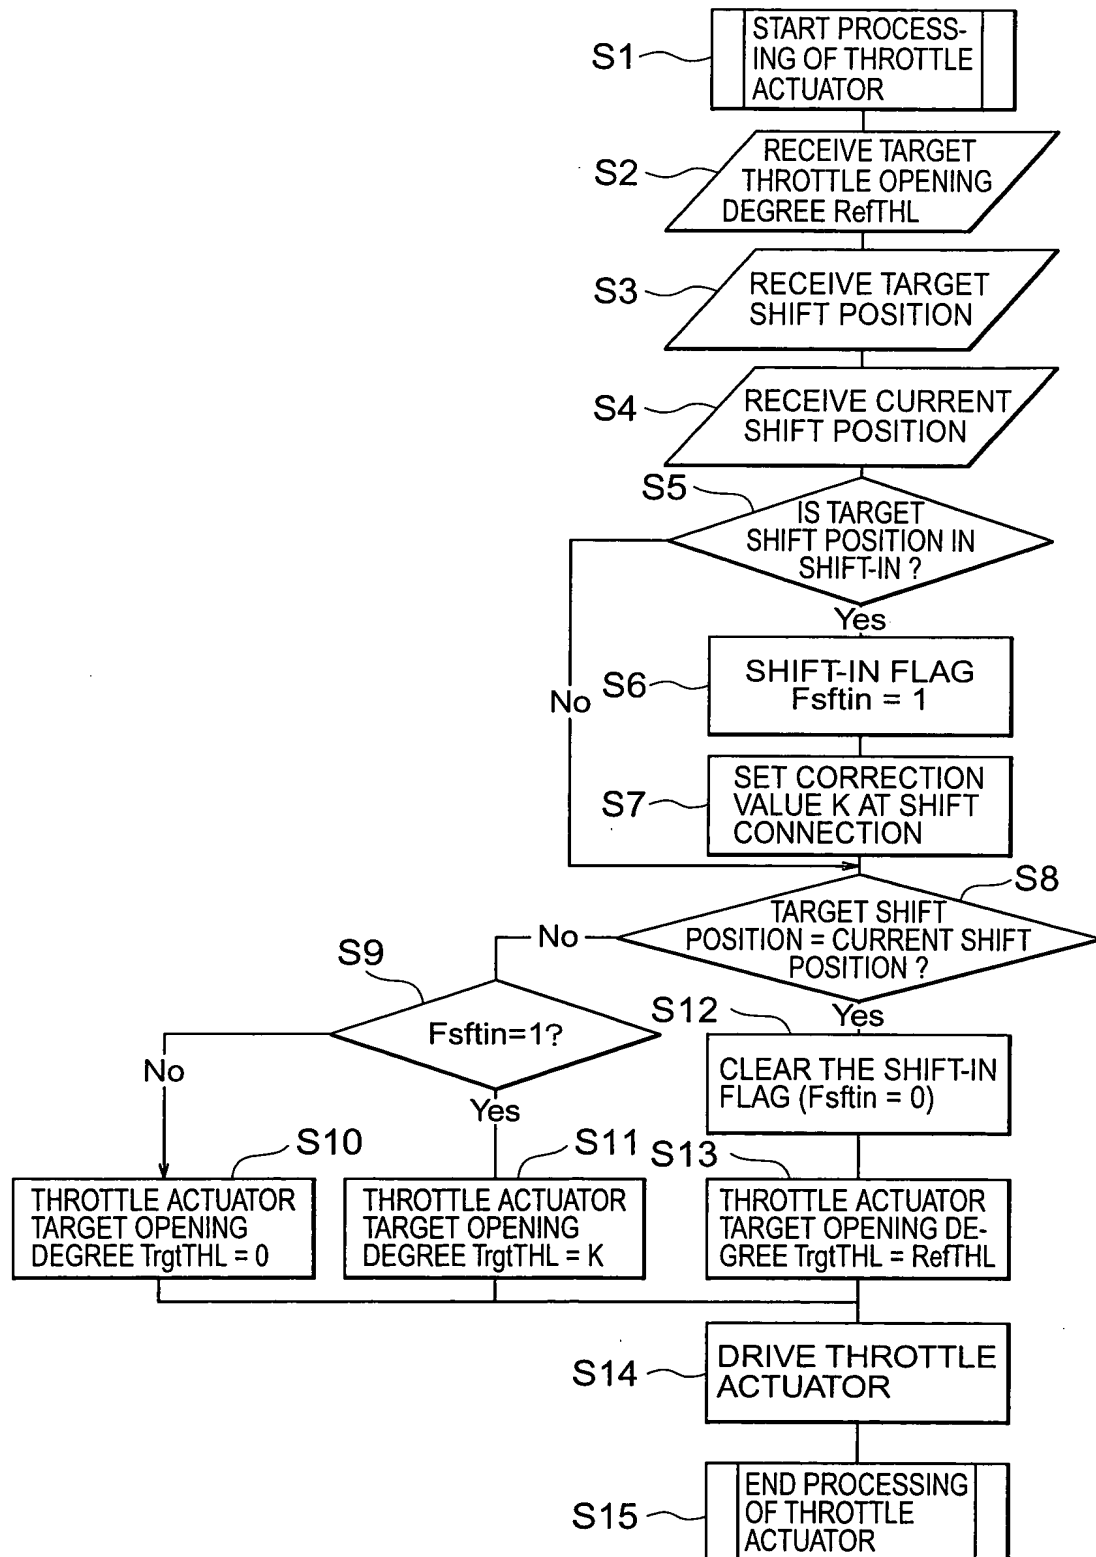 S1
START PROCESS-
ING OF THROTTLE
ACTUATOR
S2
RECEIVE TARGET
THROTTLE OPENING
DEGREE RefTHL
S3
RECEIVE TARGET
SHIFT POSITION
S4
RECEIVE CURRENT
SHIFT POSITION
S5
IS TARGET
SHIFT POSITION IN
SHIFT-IN ?
Yes
No
S6
SHIFT-IN FLAG
Fsftin = 1
S7
SET CORRECTION
VALUE K AT SHIFT
CONNECTION
S8
TARGET SHIFT
POSITION = CURRENT SHIFT
POSITION ?
No
Yes
S9
Fsftin=1?
No
Yes
S12
CLEAR THE SHIFT-IN
FLAG (Fsftin = 0)
S10
THROTTLE ACTUATOR
TARGET OPENING
DEGREE TrgtTHL = 0
S11
THROTTLE ACTUATOR
TARGET OPENING
DEGREE TrgtTHL = K
S13
THROTTLE ACTUATOR
TARGET OPENING DE-
GREE TrgtTHL = RefTHL
S14
DRIVE THROTTLE
ACTUATOR
S15
END PROCESSING
OF THROTTLE
ACTUATOR